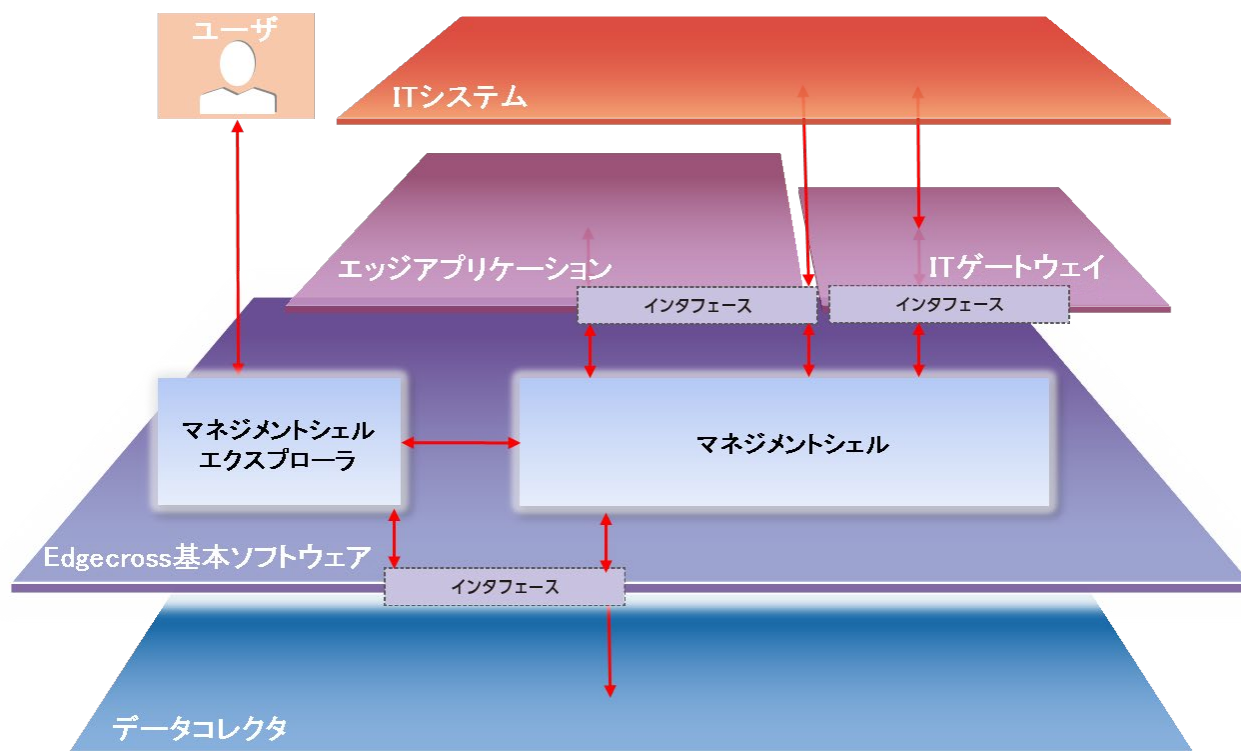 ユーザ
ITシステム
エッジアプリケーション
ITゲートウェイ
インタフェース
インタフェース
マネジメントシェル
エクスプローラ
マネジメントシェル
Edgecross基本ソフトウェア
インタフェース
データコレクタ